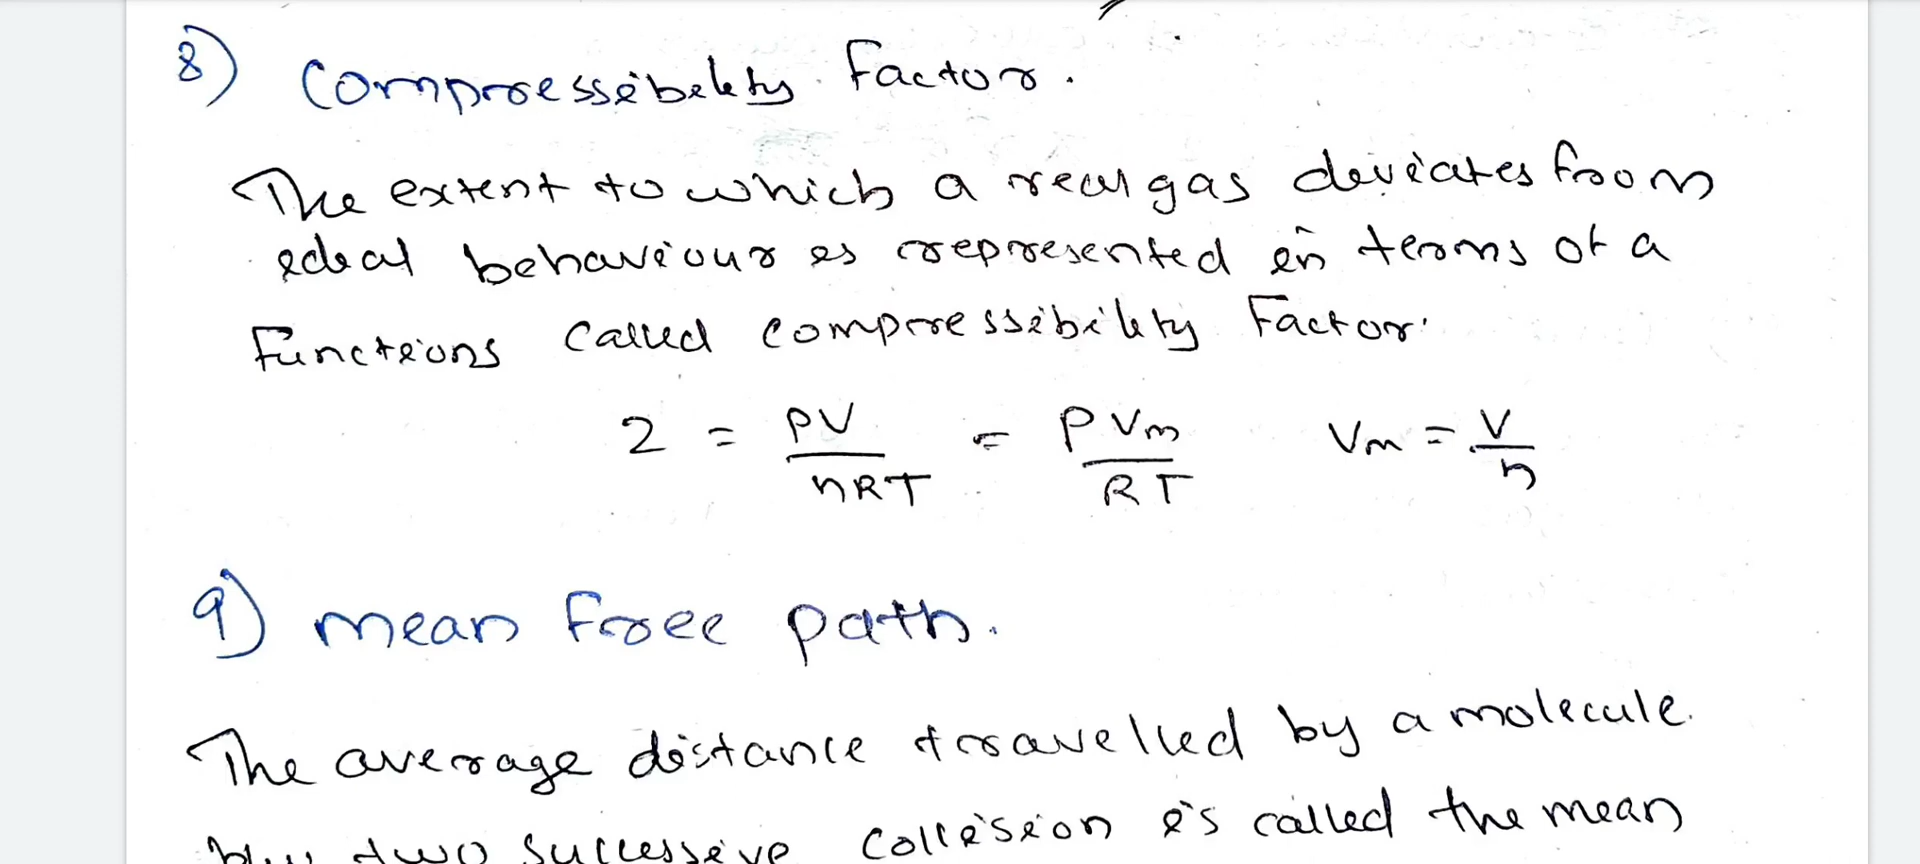 8) Compressibility Factor.
The extent to which a real gas deviates from
ideal behaviour is represented in terms of a
Functions called compressibility Factor.
Z = PV/nRT = PVm/RT Vm = V/n
9) mean free path.
The average distance travelled by a molecule.
b/w two successive collision is called the mean